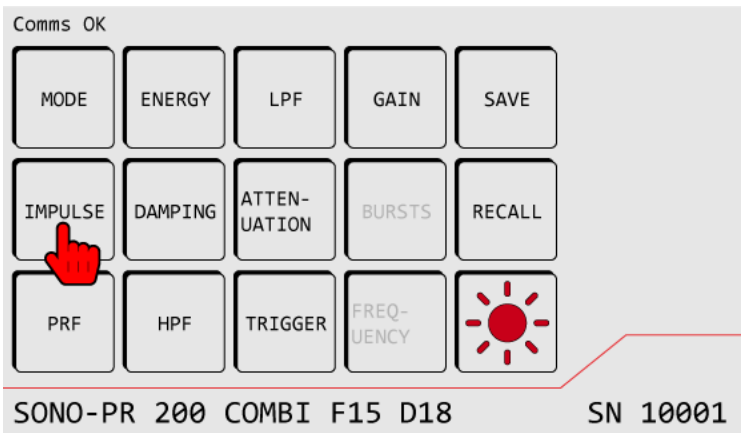 Comms OK
MODE ENERGY LPF GAIN SAVE
IMPULSE DAMPING ATTEN-
UATION BURSTS RECALL
PRF HPF TRIGGER FREQ-
UENCY
SONO-PR 200 COMBI F15 D18 SN 10001